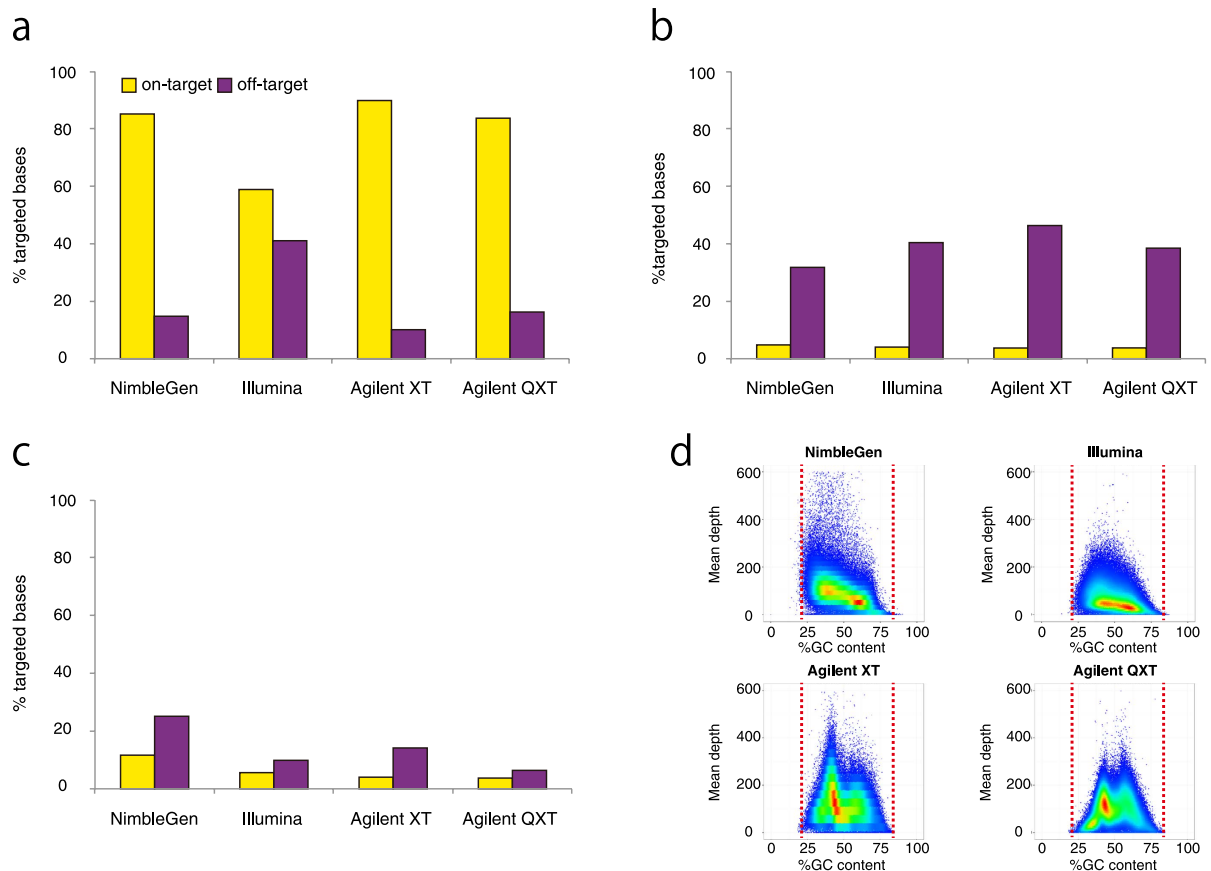 a
100
80
60
40
20
0
% targeted bases
on-target off-target
NimbleGen Illumina Agilent XT Agilent QXT
b
100
80
60
40
20
0
%targeted bases
NimbleGen Illumina Agilent XT Agilent QXT
c
100
80
60
40
20
0
% targeted bases
NimbleGen Illumina Agilent XT Agilent QXT
d
NimbleGen
600
400
200
0
Mean depth
0 25 50 75 100
%GC content
Illumina
600
400
200
0
Mean depth
0 25 50 75 100
%GC content
Agilent XT
600
400
200
0
Mean depth
0 25 50 75 100
%GC content
Agilent QXT
600
400
200
0
Mean depth
0 25 50 75 100
%GC content